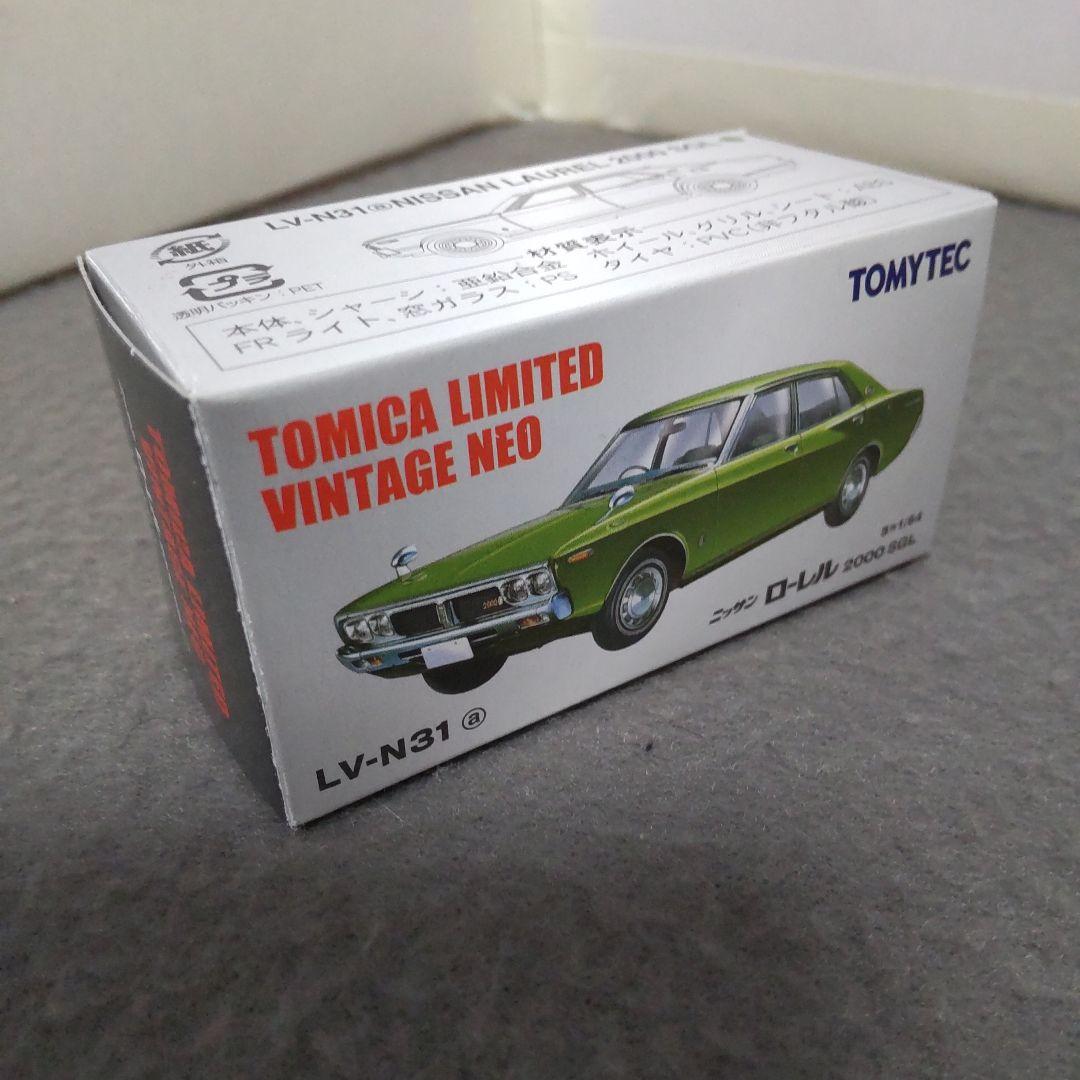 LV-N31ⓐNISSAN LAUREL 2000 SGL
紙
外箱
透明パッキン：PET
材質表示
本体、シャーシ：亜鉛合金 ホイール、グリル、シート：ABS
FRライト、窓ガラス：PS タイヤ：PVC(非フタル酸)
TOMYTEC
TOMICA LIMITED
VINTAGE NEO
2000
S=1/64
ニッサン ローレル 2000 SGL
LV-N31 ⓐ
TOMICA LIMITED